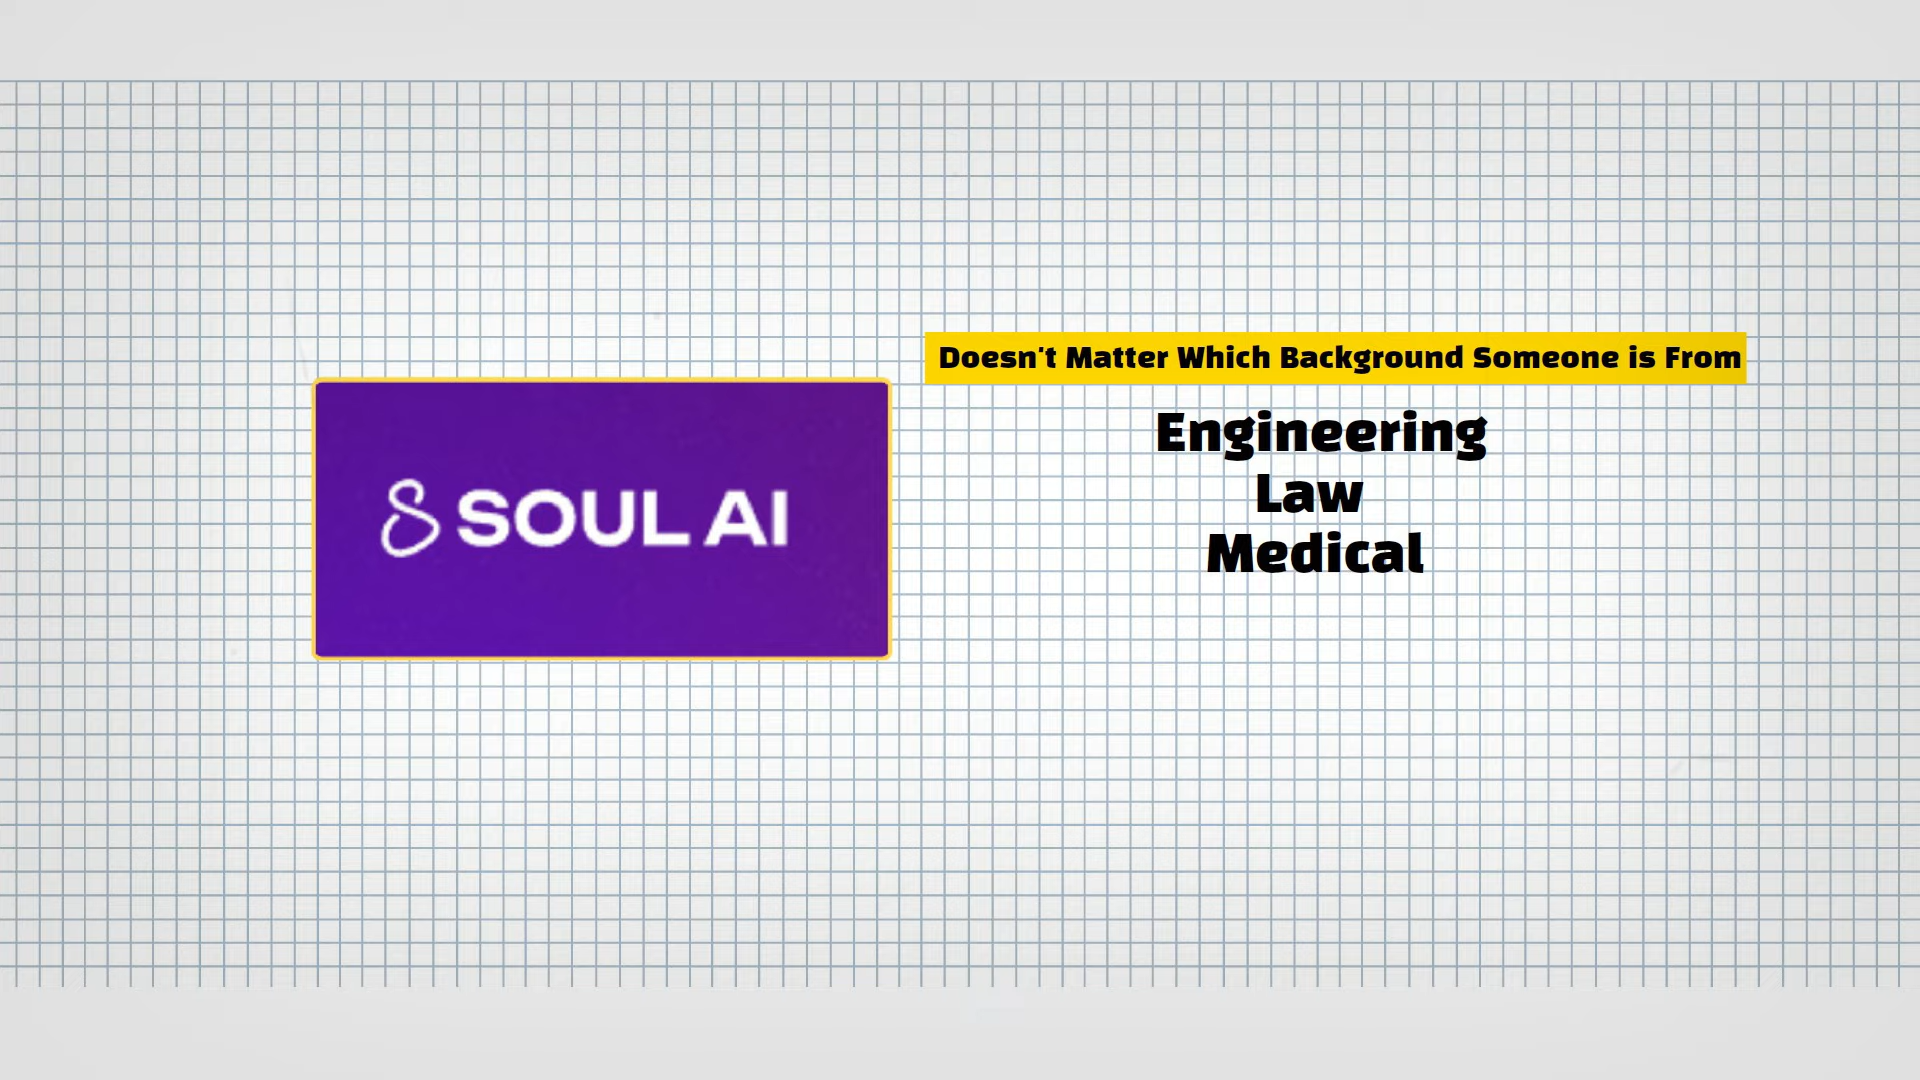 SOUL AI
Doesn't Matter Which Background Someone is From
Engineering
Law
Medical